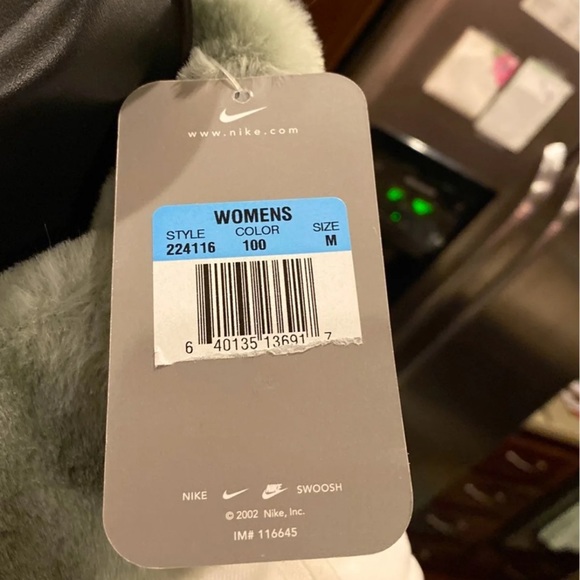 www.nike.com
WOMENS
STYLE COLOR SIZE
224116 100 M
6 40135 13691 7
NIKE SWOOSH
© 2002 Nike, Inc.
IM# 116645